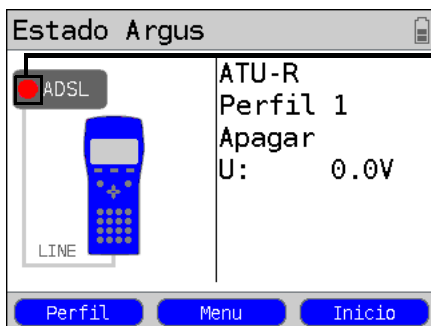 Estado Argus
ADSL
ATU-R
Perfil 1
Apagar
U: 0.0V
LINE
Perfil
Menu
Inicio